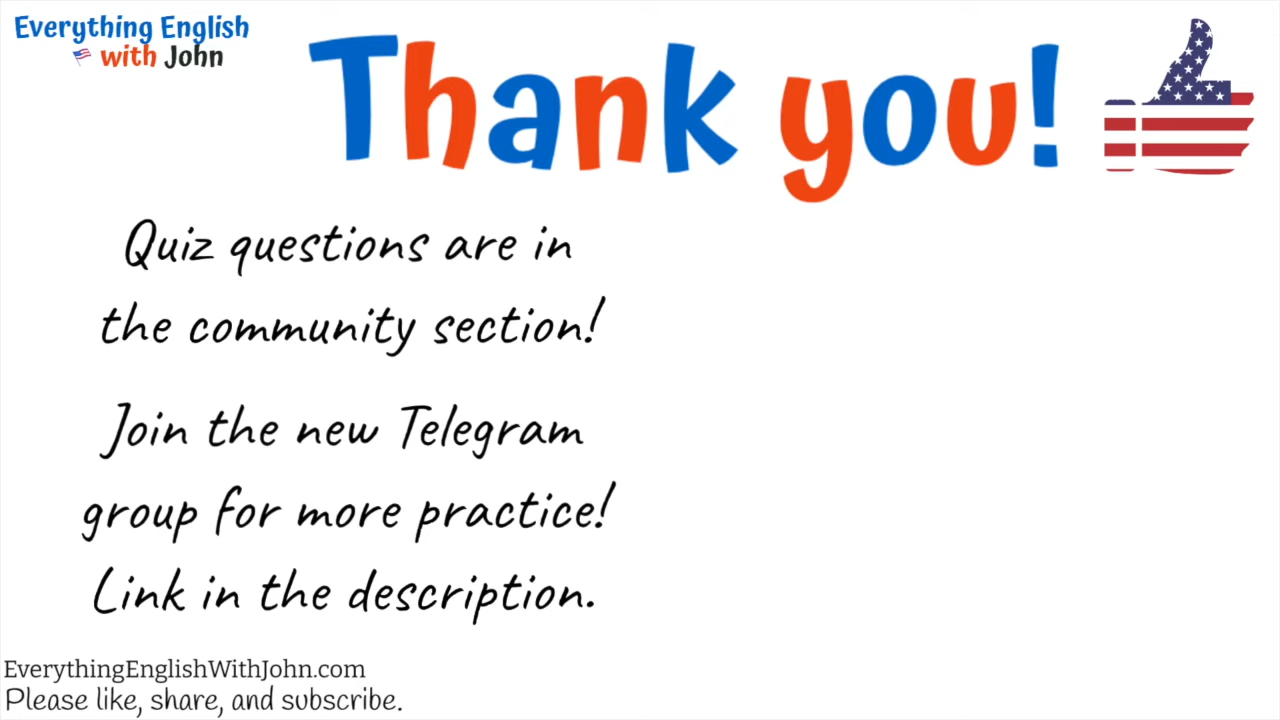 Everything English
with John
Thank you!
Quiz questions are in
the community section!
Join the new Telegram
group for more practice!
Link in the description.
EverythingEnglishWithJohn.com
Please like, share, and subscribe.